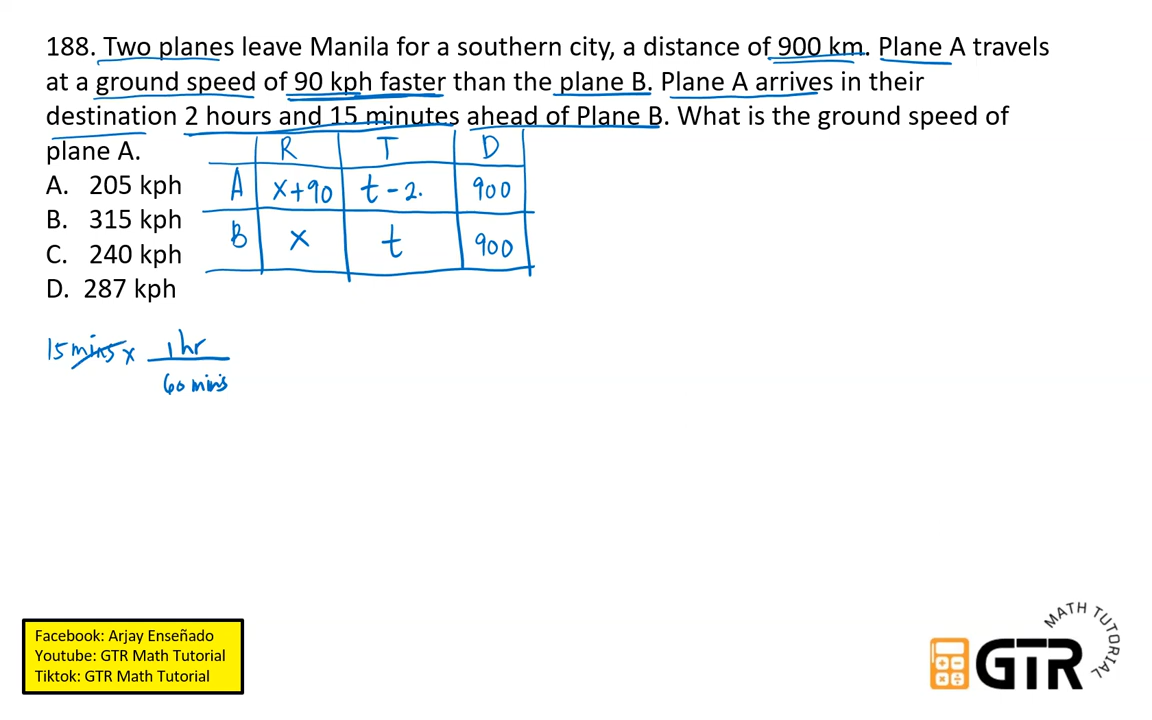 188. Two planes leave Manila for a southern city, a distance of 900 km. Plane A travels
at a ground speed of 90 kph faster than the plane B. Plane A arrives in their
destination 2 hours and 15 minutes ahead of Plane B. What is the ground speed of
plane A.
A. 205 kph
B. 315 kph
C. 240 kph
D. 287 kph
R T D
A x+90 t-2. 900
B x t 900
15 mins x 1 hr
60 mins
Facebook: Arjay Enseñado
Youtube: GTR Math Tutorial
Tiktok: GTR Math Tutorial
MATH TUTORIAL
GTR